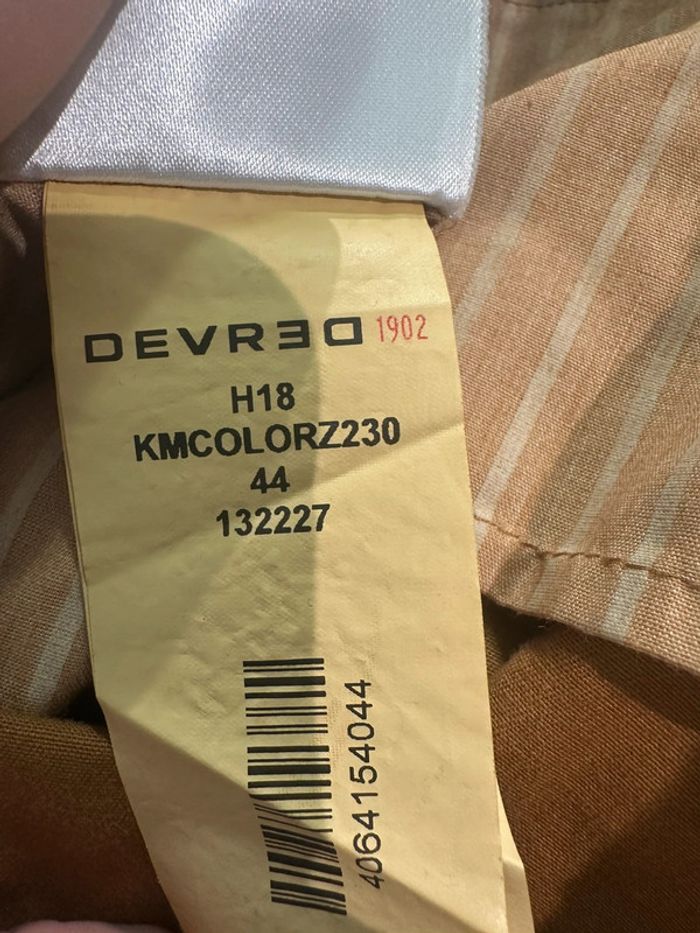 DEVRED 1902
H18
KMCOLORZ230
44
132227
4064154044